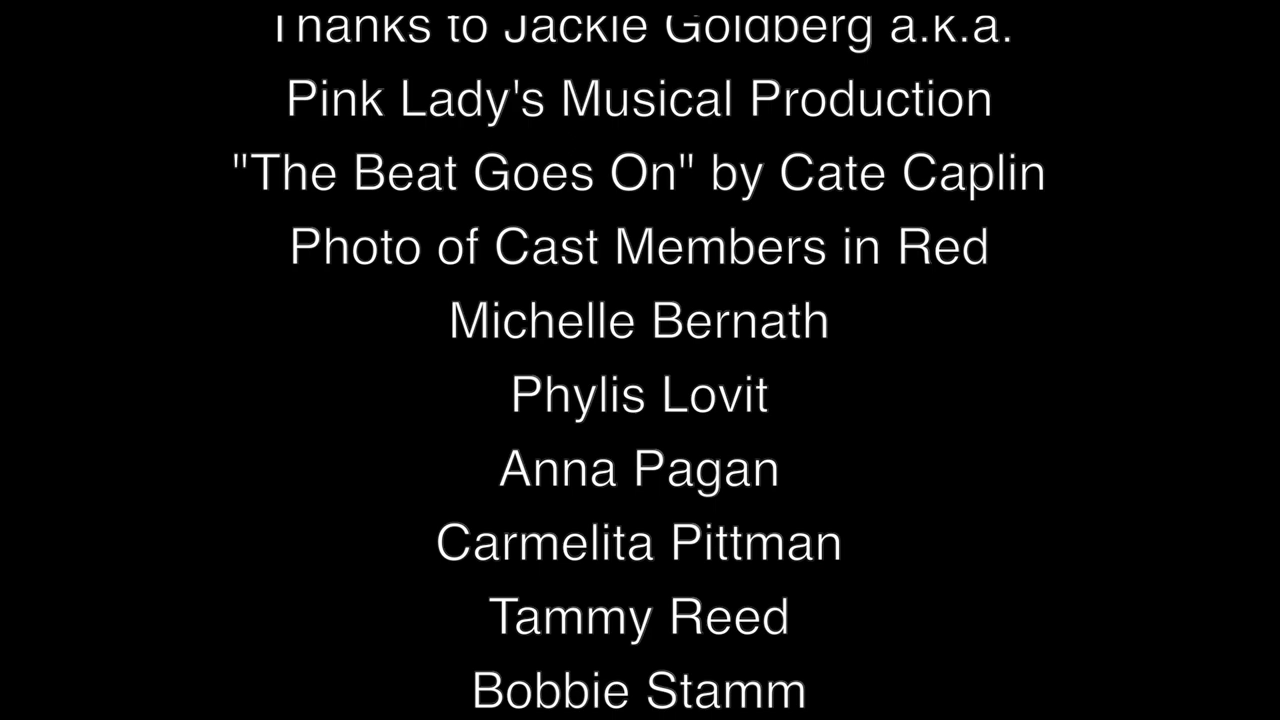 Thanks to Jackie Goldberg a.k.a.
Pink Lady's Musical Production
"The Beat Goes On" by Cate Caplin
Photo of Cast Members in Red
Michelle Bernath
Phylis Lovit
Anna Pagan
Carmelita Pittman
Tammy Reed
Bobbie Stamm